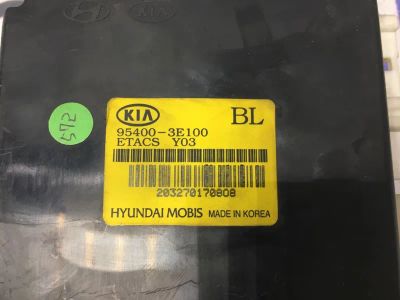 KIA
BL
95400-3E100
ETACS Y03
203270170808
HYUNDAI MOBIS MADE IN KOREA
572